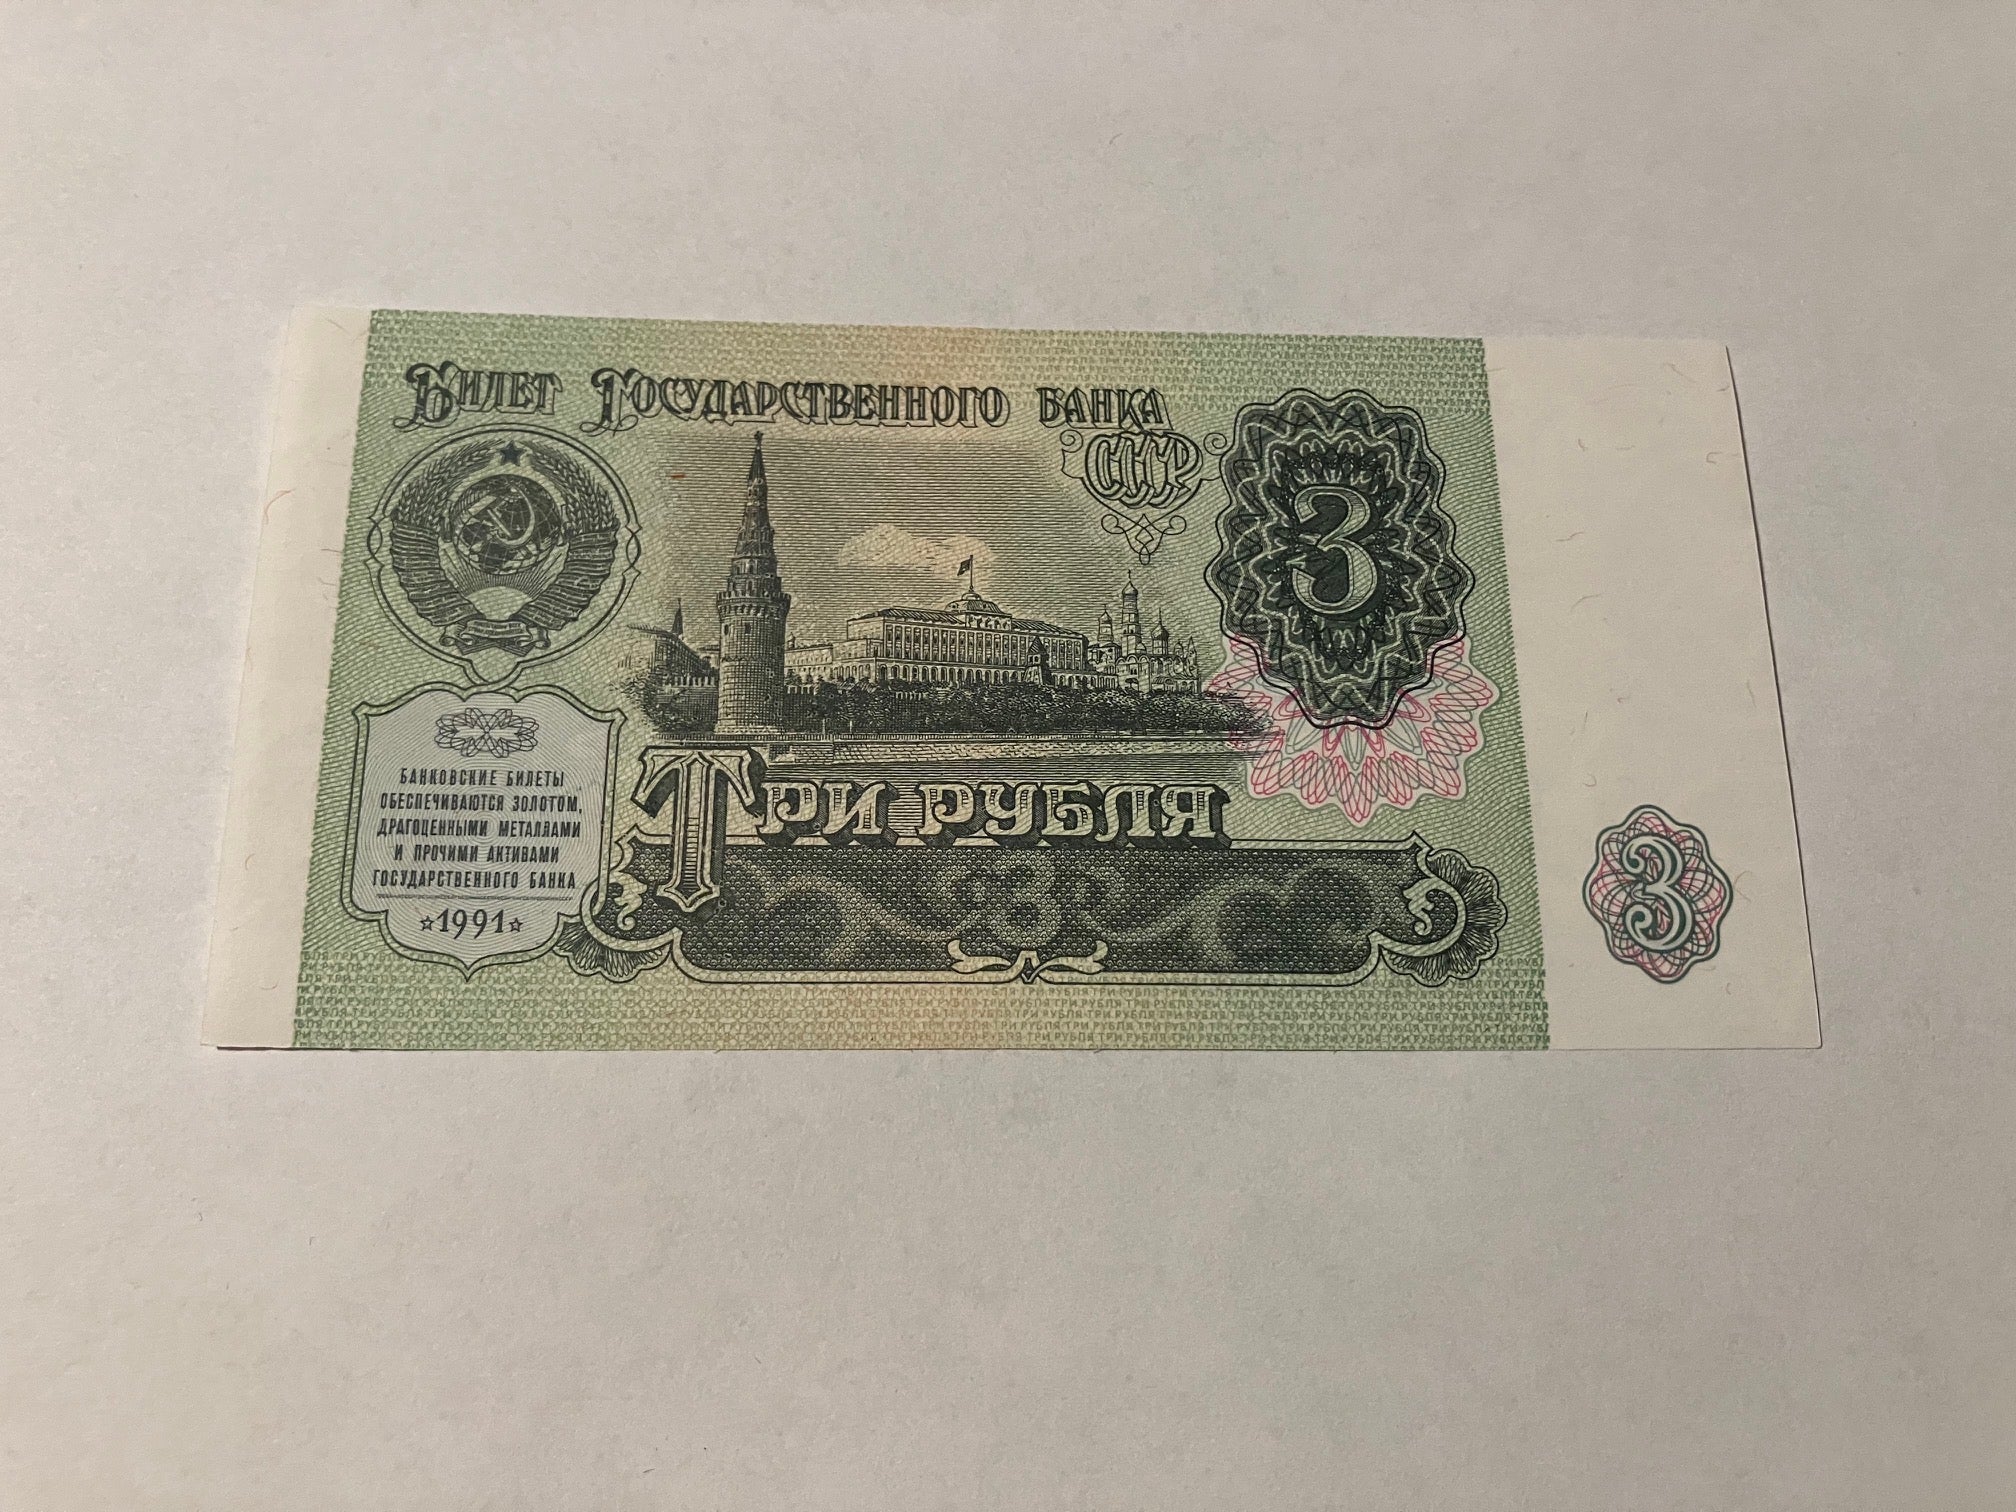 БИЛЕТ ГОСУДАРСТВЕННОГО БАНКА
СССР
3
БАНКОВСКИЕ БИЛЕТЫ
ОБЕСПЕЧИВАЮТСЯ ЗОЛОТОМ,
ДРАГОЦЕННЫМИ МЕТАЛЛАМИ
И ПРОЧИМИ АКТИВАМИ
ГОСУДАРСТВЕННОГО БАНКА
☆1991☆
ТРИ РУБЛЯ
3